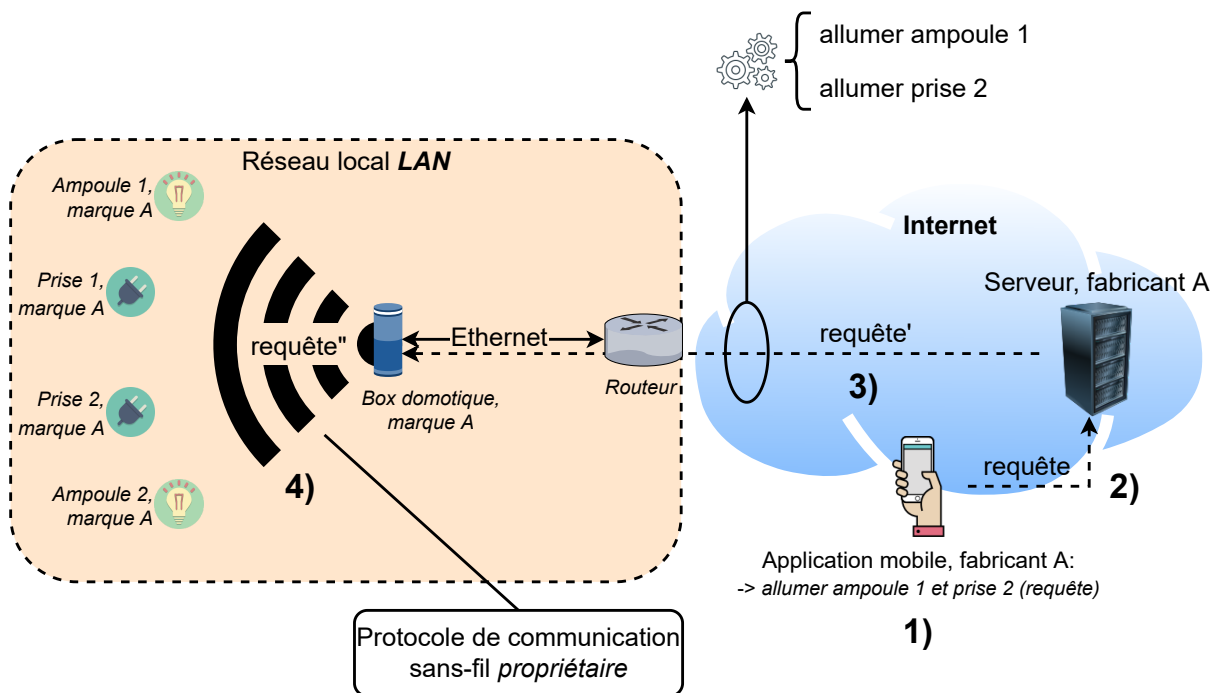 allumer ampoule 1
allumer prise 2
Réseau local LAN
Ampoule 1,
marque A
Prise 1,
marque A
Prise 2,
marque A
Ampoule 2,
marque A
requête"
4)
Box domotique,
marque A
Ethernet
Routeur
Internet
Serveur, fabricant A
requête'
3)
requête
2)
Application mobile, fabricant A:
-> allumer ampoule 1 et prise 2 (requête)
1)
Protocole de communication
sans-fil propriétaire